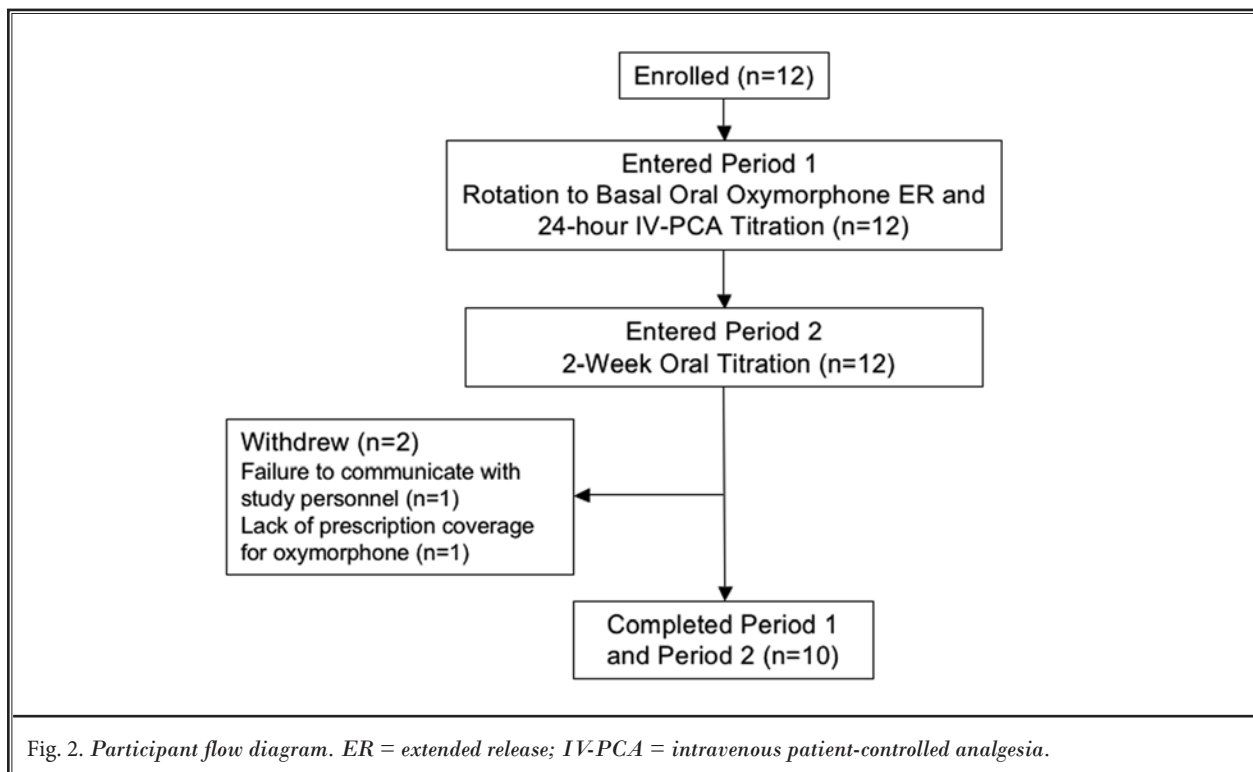 Enrolled (n=12)
Entered Period 1
Rotation to Basal Oral Oxymorphone ER and
24-hour IV-PCA Titration (n=12)
Entered Period 2
2-Week Oral Titration (n=12)
Withdrew (n=2)
Failure to communicate with
study personnel (n=1)
Lack of prescription coverage
for oxymorphone (n=1)
Completed Period 1
and Period 2 (n=10)
Fig. 2. Participant flow diagram. ER = extended release; IV-PCA = intravenous patient-controlled analgesia.